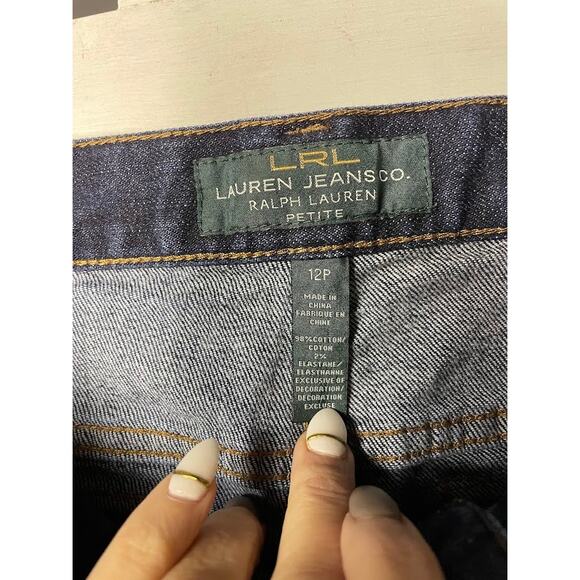 LRL
LAUREN JEANS CO.
RALPH LAUREN
PETITE
12P
MADE IN
CHINA
FABRIQUE EN
CHINE
98% COTTON/
COTON
2%
ELASTANE/
ELASTHANNE
EXCLUSIVE OF
DECORATION/
DECORATION
EXCLUSE